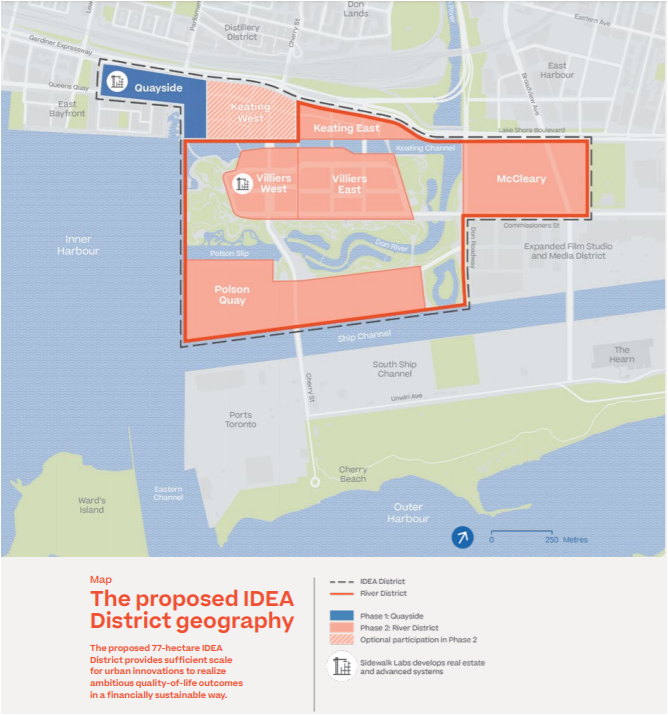 Don
Lands
Distillery
District
Cherry St
Eastern Ave
Gardiner Expressway
East
Harbour
Broadview Ave
Queens Quay
Quayside
East
Bayfront
Keating
West
Keating East
Lake Shore Boulevard
Keating Channel
Villiers
West
Villiers
East
McCleary
Commissioners St
Inner
Harbour
Don River
Don Roadway
Expanded Film Studio
and Media District
Polson Slip
Polson
Quay
Ship Channel
The
Hearn
South Ship
Channel
Cherry St
Unwin Ave
Ports
Toronto
Cherry
Beach
Eastern
Channel
Ward's
Island
Outer
Harbour
0 250 Metres
Map
The proposed IDEA
District geography
The proposed 77-hectare IDEA
District provides sufficient scale
for urban innovations to realize
ambitious quality-of-life outcomes
in a financially sustainable way.
IDEA District
River District
Phase 1: Quayside
Phase 2: River District
Optional participation in Phase 2
Sidewalk Labs develops real estate
and advanced systems